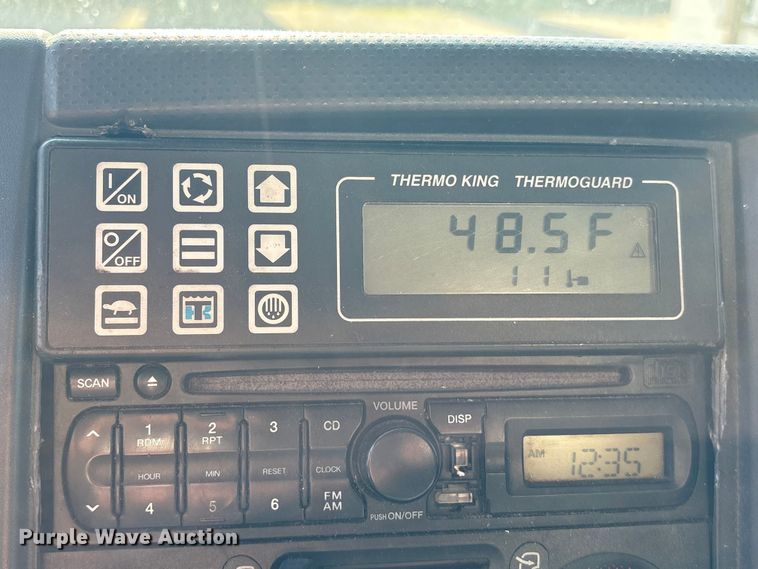 I
ON
THERMO KING THERMOGUARD
48.5F
O
OFF
11
SCAN
VOLUME
DISP
1
RDM
2
RPT
3
CD
AM
12:35
HOUR
MIN
RESET
CLOCK
4
5
6
FM
AM
PUSH ON/OFF
Purple Wave Auction